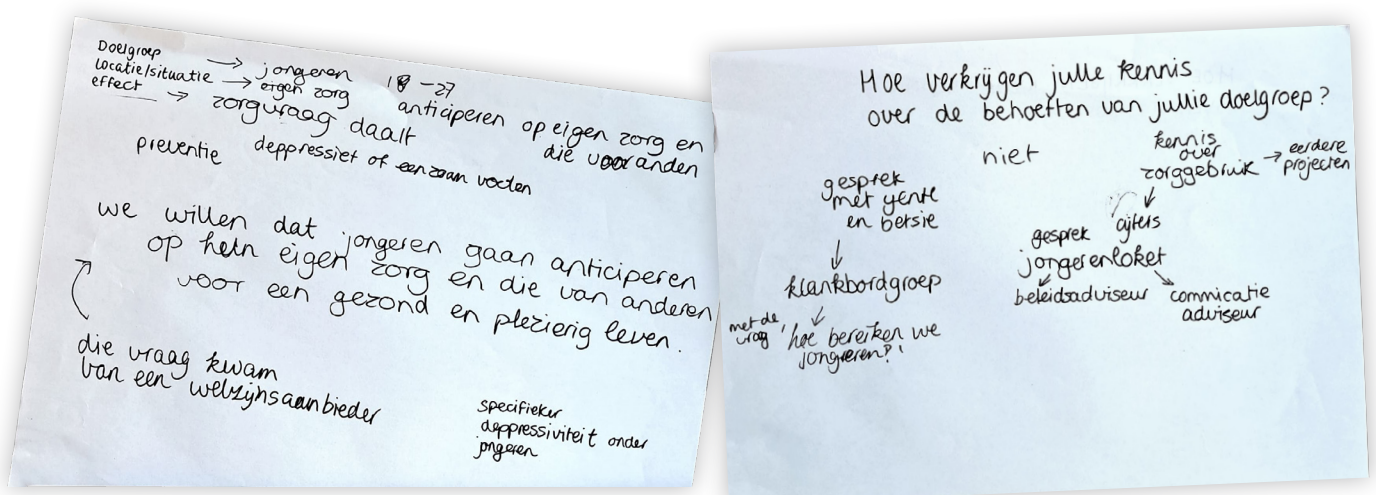 Doelgroep → jongeren 18 - 27
locatie/situatie → eigen zorg
effect → zorgvraag daalt
anticiperen op eigen zorg en
die voor anderen
preventie
deppressief of eenzaam voelen
we willen dat jongeren gaan anticiperen
op hun eigen zorg en die van anderen
voor een gezond en plezierig leven.
die vraag kwam
van een welzijnsaanbieder
specifieker
deppressiviteit onder
jongeren
Hoe verkrijgen jullie kennis
over de behoeften van jullie doelgroep?
niet
gesprek
met yente
en betsie
↓
klankbordgroep
↓
met de
vraag
'hoe bereiken we
jongeren?'
kennis
over
zorggebruik → eerdere
projecten
↓
cijfers
gesprek
jongerenloket
beleidsadviseur
commicatie
adviseur